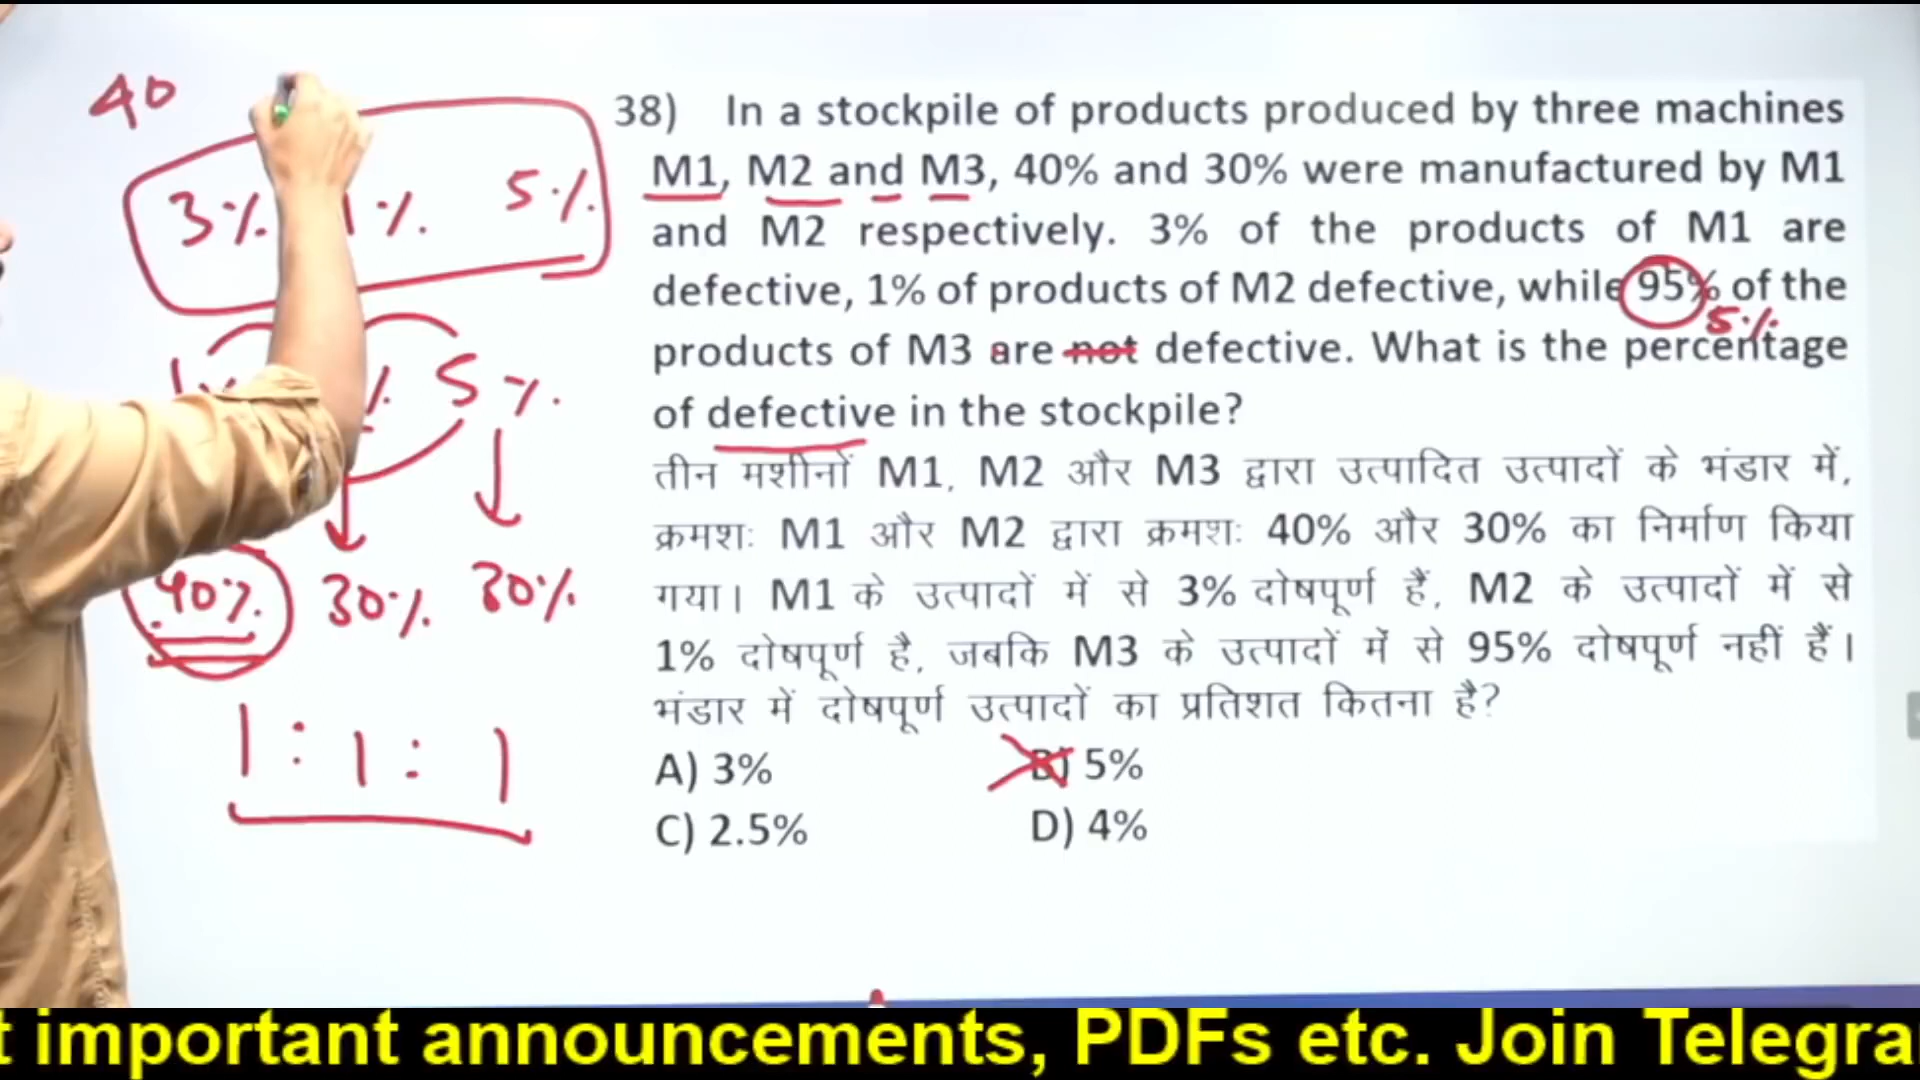 40
3% 1% 5%
5%
40% 30% 30%
1 : 1 : 1
38) In a stockpile of products produced by three machines
M1, M2 and M3, 40% and 30% were manufactured by M1
and M2 respectively. 3% of the products of M1 are
defective, 1% of products of M2 defective, while 95% of the
5%
products of M3 are not defective. What is the percentage
of defective in the stockpile?
तीन मशीनों M1, M2 और M3 द्वारा उत्पादित उत्पादों के भंडार में,
क्रमशः M1 और M2 द्वारा क्रमशः 40% और 30% का निर्माण किया
गया। M1 के उत्पादों में से 3% दोषपूर्ण हैं, M2 के उत्पादों में से
1% दोषपूर्ण है, जबकि M3 के उत्पादों में से 95% दोषपूर्ण नहीं हैं।
भंडार में दोषपूर्ण उत्पादों का प्रतिशत कितना है?
A) 3% B) 5%
C) 2.5% D) 4%
important announcements, PDFs etc. Join